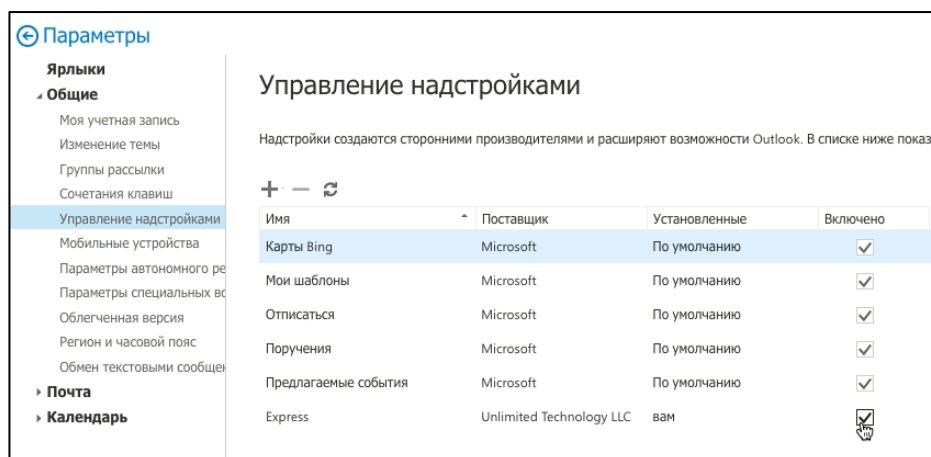 Параметры
Ярлыки
Общие
Моя учетная запись
Изменение темы
Группы рассылки
Сочетания клавиш
Управление надстройками
Мобильные устройства
Параметры автономного ре
Параметры специальных вс
Облегченная версия
Регион и часовой пояс
Обмен текстовыми сообщен
Почта
Календарь
Управление надстройками
Надстройки создаются сторонними производителями и расширяют возможности Outlook. В списке ниже показ
Имя Поставщик Установленные Включено
Карты Bing Microsoft По умолчанию
Мои шаблоны Microsoft По умолчанию
Отписаться Microsoft По умолчанию
Поручения Microsoft По умолчанию
Предлагаемые события Microsoft По умолчанию
Express Unlimited Technology LLC вам